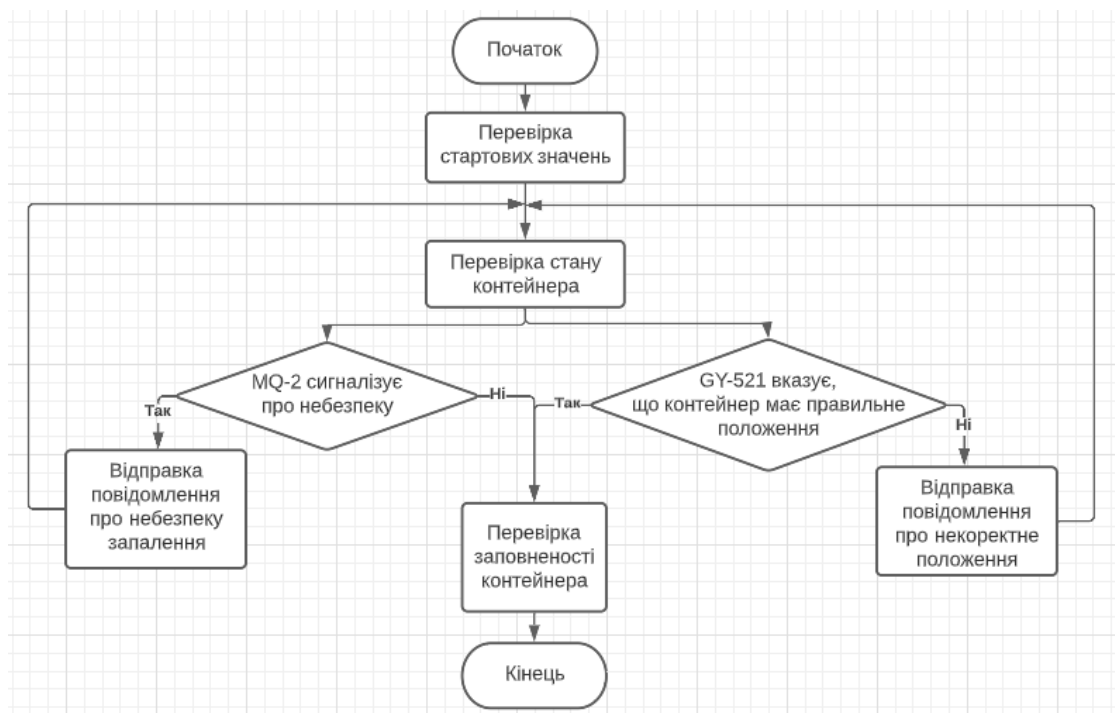 Початок
Перевірка
стартових значень
Перевірка стану
контейнера
MQ-2 сигналізує
про небезпеку
GY-521 вказує,
що контейнер має правильне
положення
Так
Ні
Так
Ні
Відправка
повідомлення
про небезпеку
запалення
Перевірка
заповненості
контейнера
Відправка
повідомлення
про некоректне
положення
Кінець